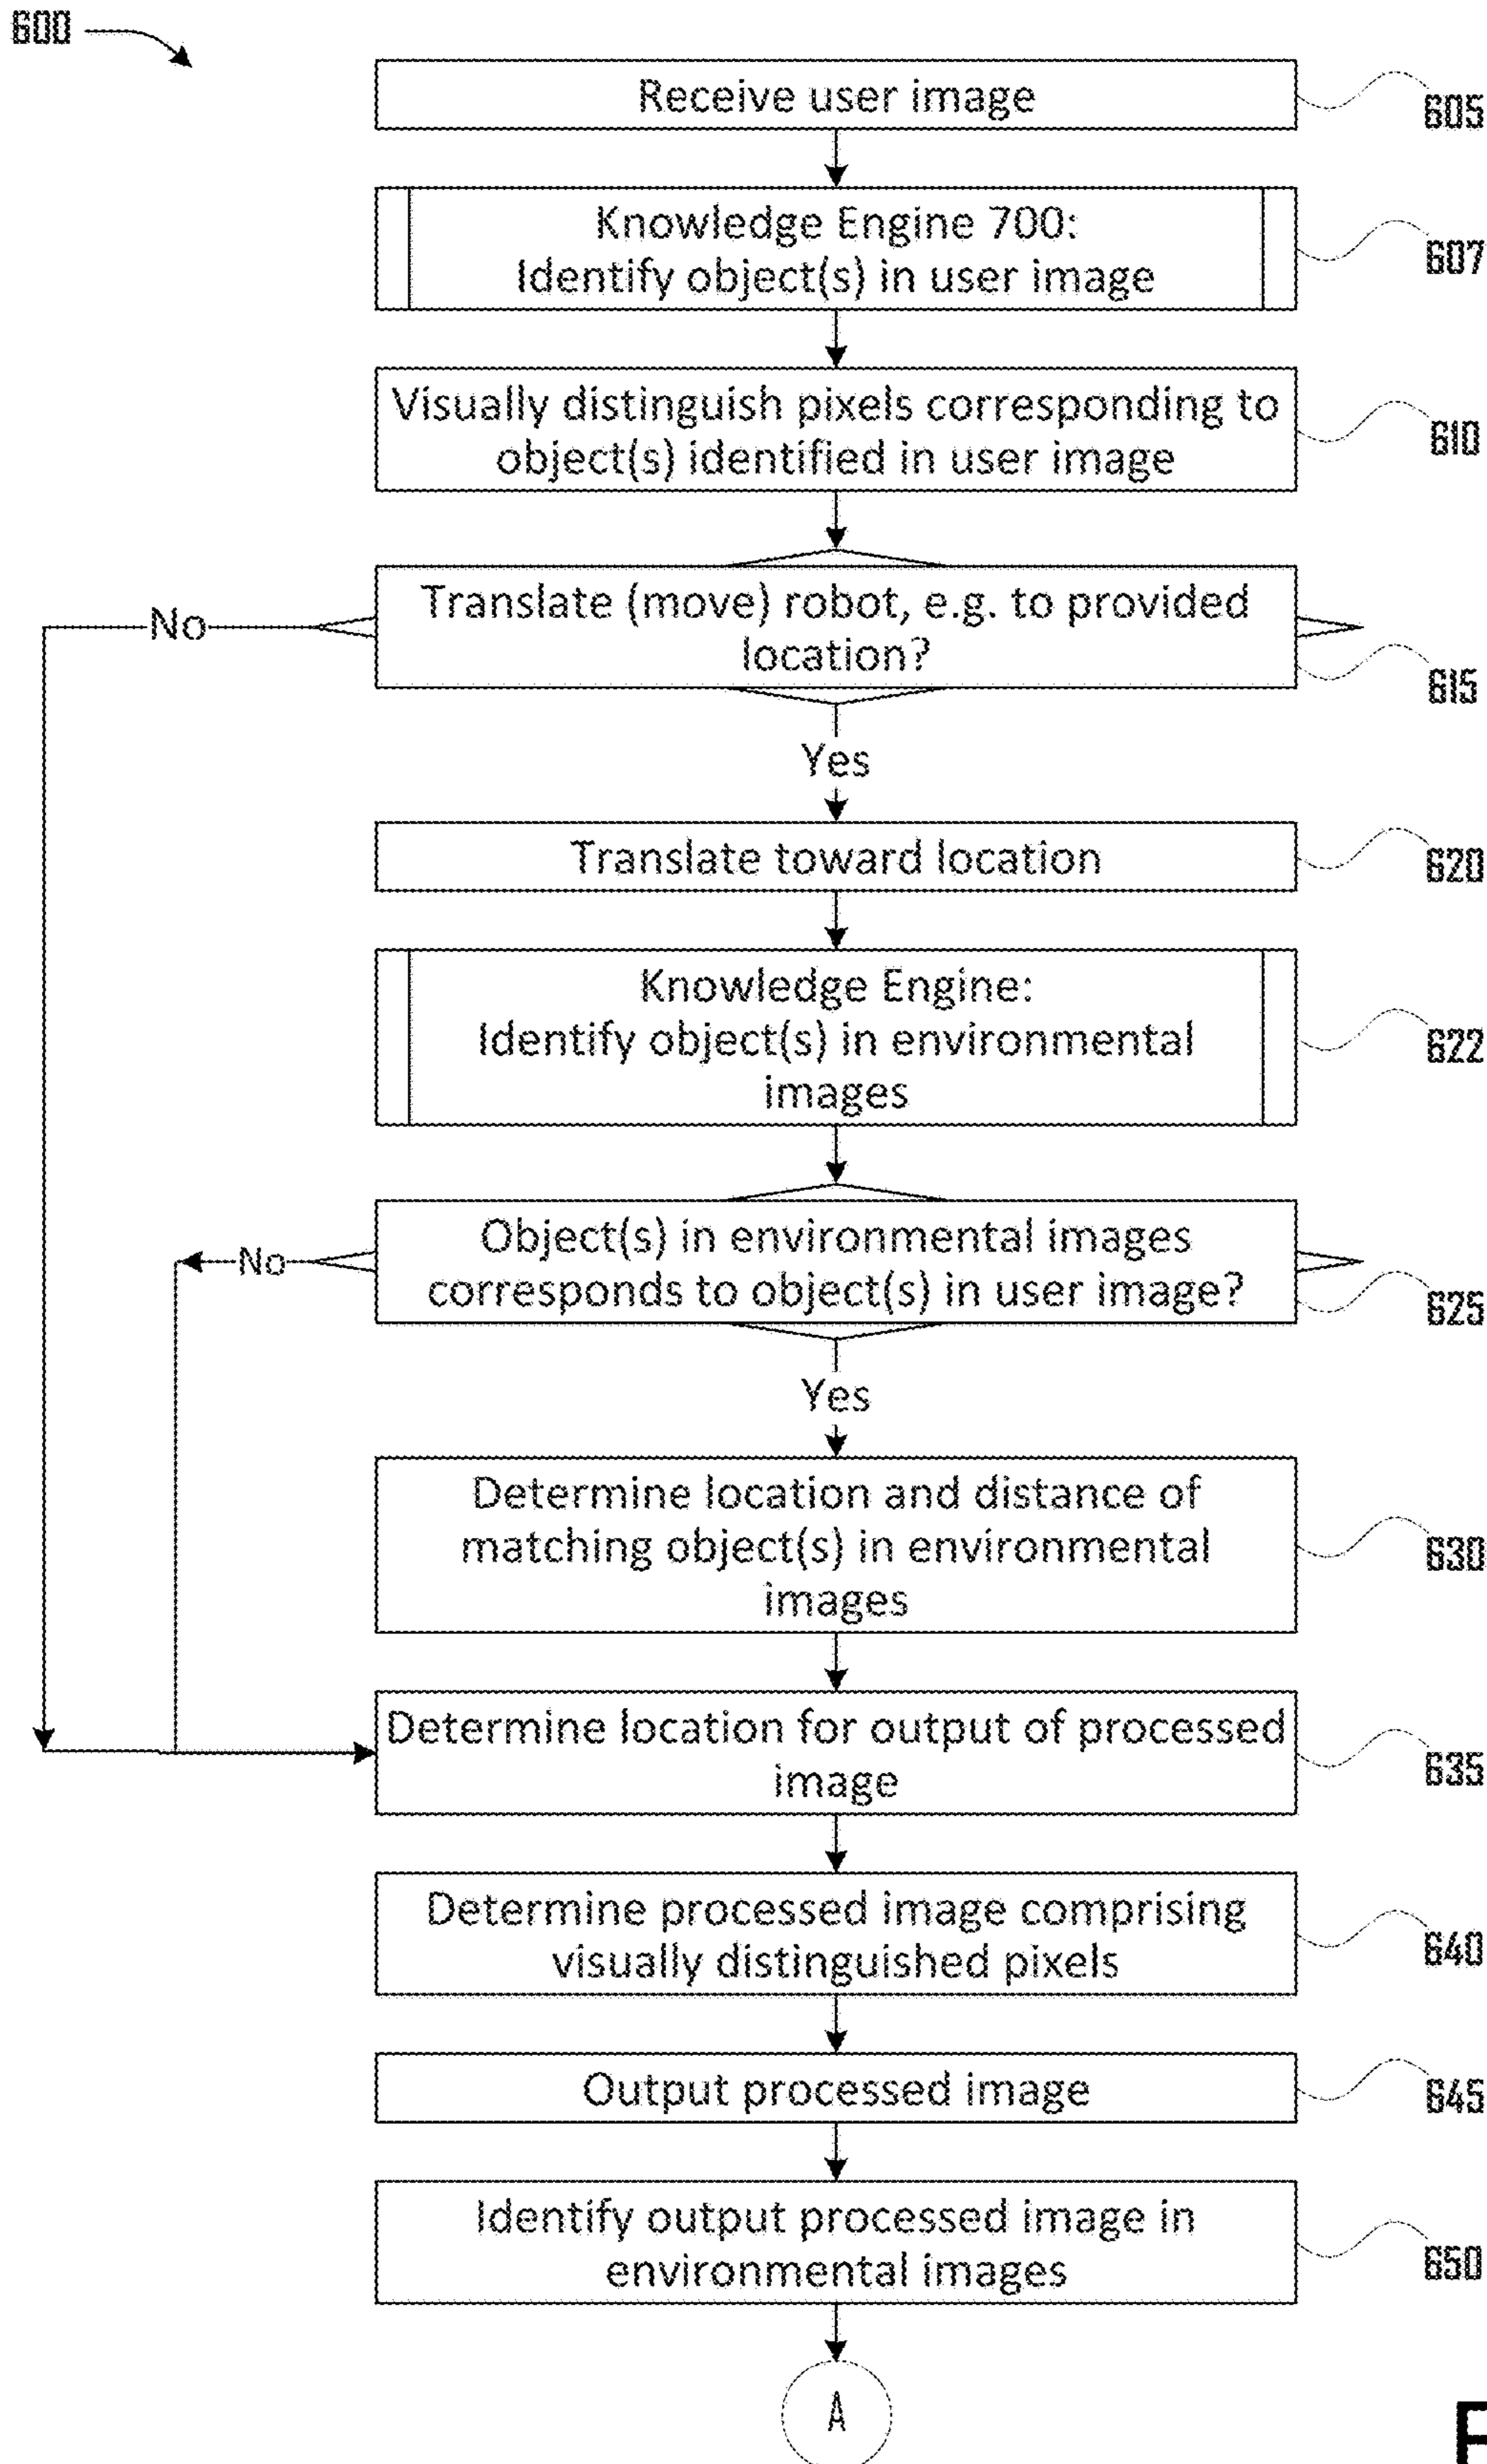 600
Receive user image
605
Knowledge Engine 700:
Identify object(s) in user image
607
Visually distinguish pixels corresponding to
object(s) identified in user image
610
Translate (move) robot, e.g. to provided
location?
615
No
Yes
Translate toward location
620
Knowledge Engine:
Identify object(s) in environmental
images
622
Object(s) in environmental images
corresponds to object(s) in user image?
625
No
Yes
Determine location and distance of
matching object(s) in environmental
images
630
Determine location for output of processed
image
635
Determine processed image comprising
visually distinguished pixels
640
Output processed image
645
Identify output processed image in
environmental images
650
A